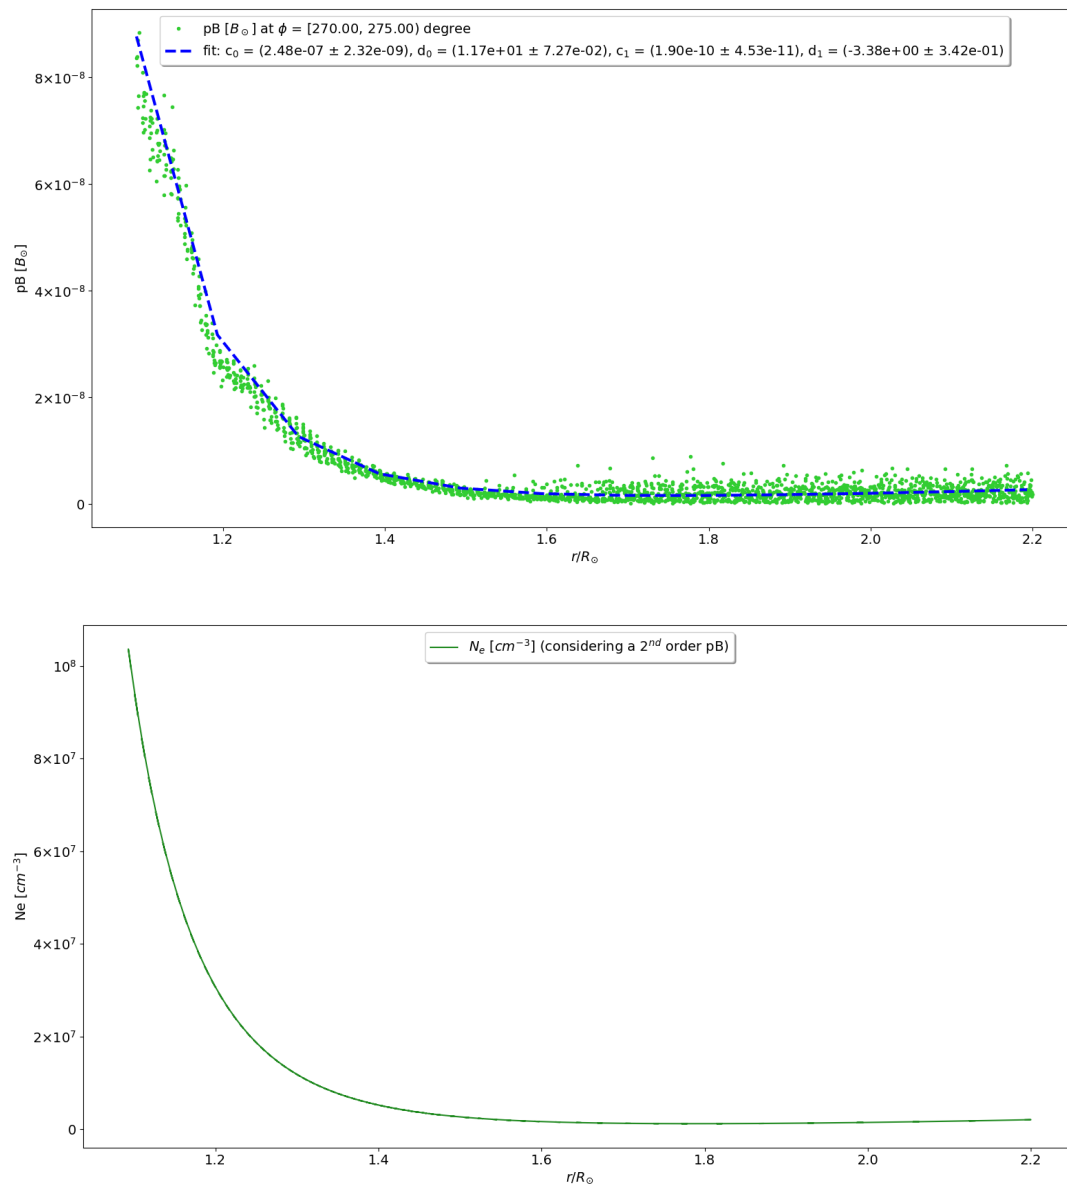 pB [B⊙] at ϕ = [270.00, 275.00) degree
fit: c₀ = (2.48e-07 ± 2.32e-09), d₀ = (1.17e+01 ± 7.27e-02), c₁ = (1.90e-10 ± 4.53e-11), d₁ = (-3.38e+00 ± 3.42e-01)
8×10⁻⁸
6×10⁻⁸
4×10⁻⁸
2×10⁻⁸
0
pB [B⊙]
1.2 1.4 1.6 1.8 2.0 2.2
r/R⊙
Nₑ [cm⁻³] (considering a 2ⁿᵈ order pB)
10⁸
8×10⁷
6×10⁷
4×10⁷
2×10⁷
0
Ne [cm⁻³]
1.2 1.4 1.6 1.8 2.0 2.2
r/R⊙